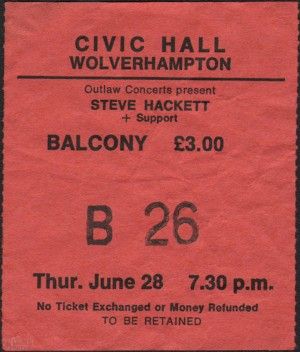 CIVIC HALL
WOLVERHAMPTON
Outlaw Concerts present
STEVE HACKETT
+ Support
BALCONY £3.00
B 26
Thur. June 28 7.30 p.m.
No Ticket Exchanged or Money Refunded
TO BE RETAINED